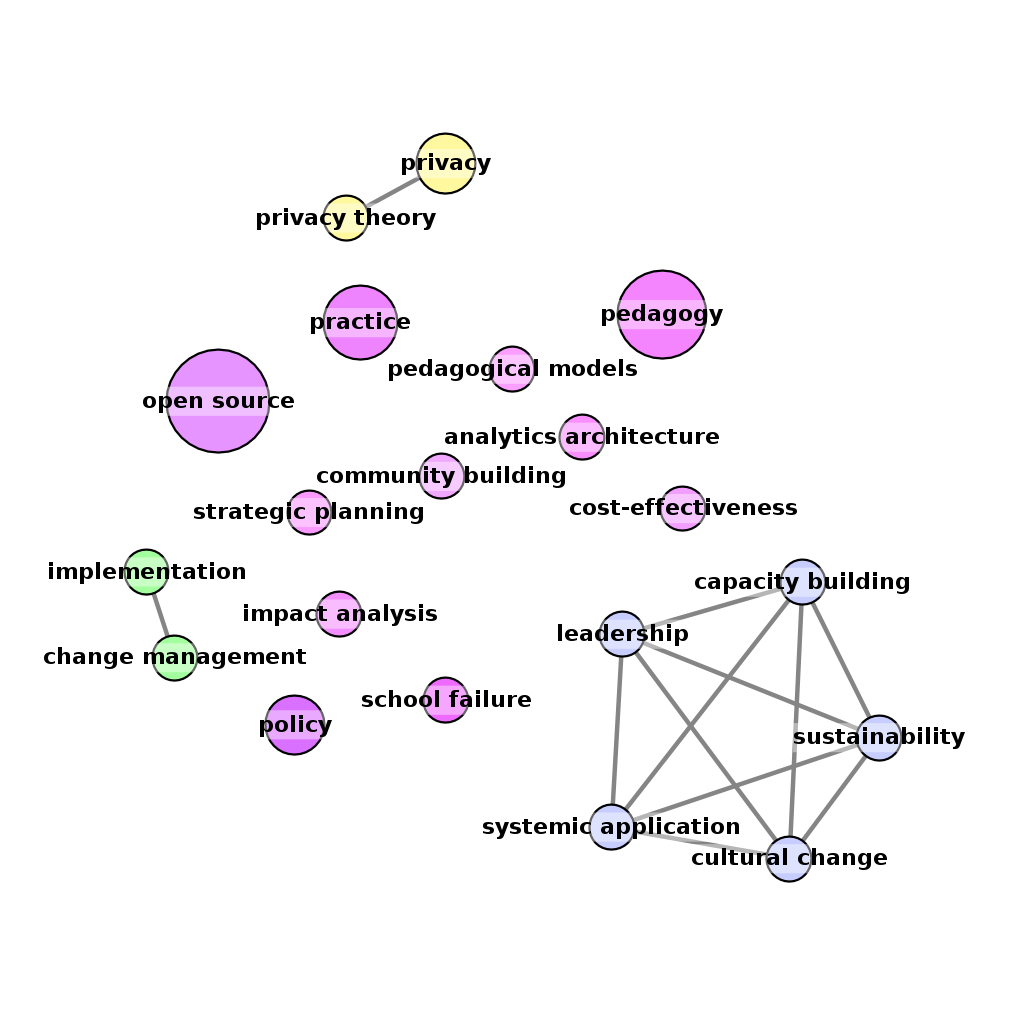 privacy
privacy theory
practice
pedagogy
pedagogical models
open source
analytics architecture
community building
strategic planning
cost-effectiveness
implementation
capacity building
impact analysis
leadership
change management
school failure
policy
sustainability
systemic application
cultural change